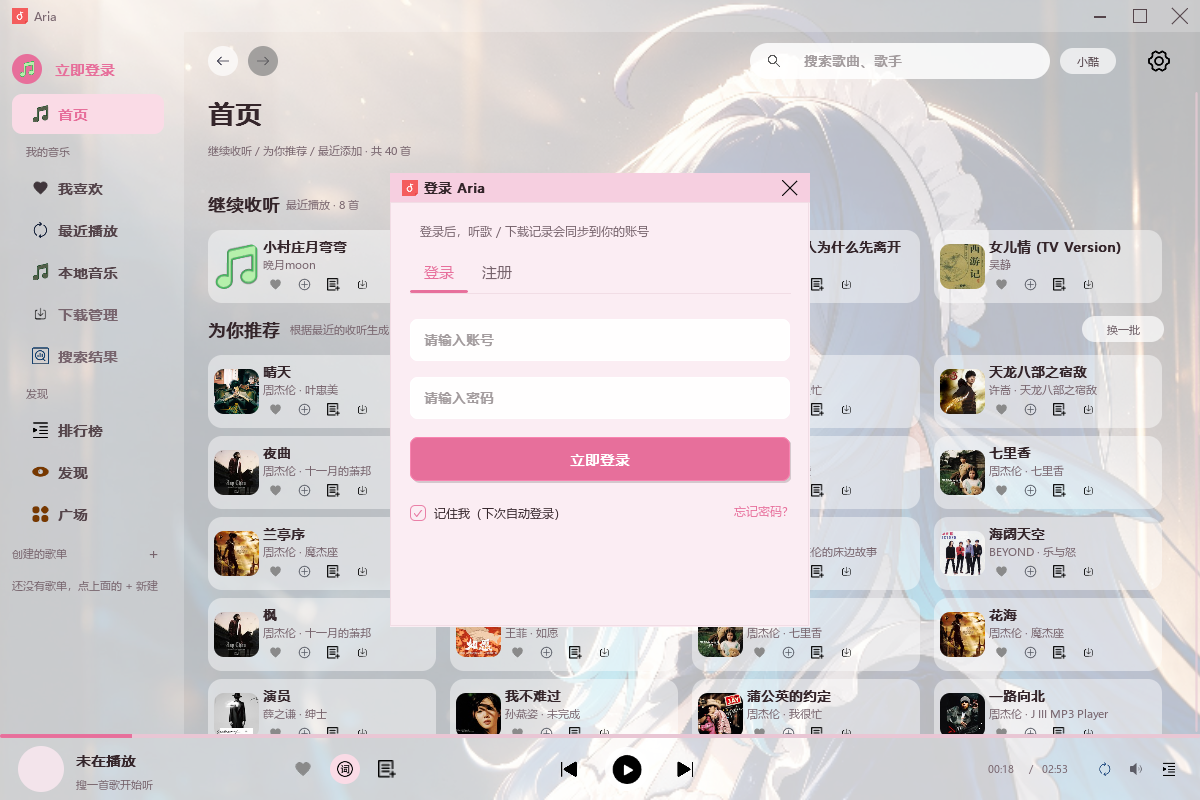 Aria
立即登录
首页
我的音乐
我喜欢
最近播放
本地音乐
下载管理
搜索结果
发现
排行榜
发现
广场
创建的歌单 +
还没有歌单，点上面的 + 新建
搜索歌曲、歌手
小酷
首页
继续收听 / 为你推荐 / 最近添加 · 共 40 首
继续收听 最近播放 · 8 首
小村庄月弯弯
晚月moon
人为什么先离开
女儿情 (TV Version)
吴静
西游记
为你推荐 根据最近的收听生成
换一批
晴天
周杰伦 · 叶惠美
忙
天龙八部之宿敌
许嵩 · 天龙八部之宿敌
夜曲
周杰伦 · 十一月的萧邦
七里香
周杰伦 · 七里香
兰亭序
周杰伦 · 魔杰座
伦的床边故事
海阔天空
BEYOND · 乐与怒
枫
周杰伦 · 十一月的萧邦
王菲 · 如愿
周杰伦 · 七里香
花海
周杰伦 · 魔杰座
演员
薛之谦 · 绅士
我不难过
孙燕姿 · 未完成
蒲公英的约定
周杰伦 · 我很忙
一路向北
周杰伦 · J III MP3 Player
登录 Aria
登录后，听歌 / 下载记录会同步到你的账号
登录 注册
请输入账号
请输入密码
立即登录
记住我（下次自动登录）
忘记密码?
未在播放
搜一首歌开始听
词
00:18 / 02:53